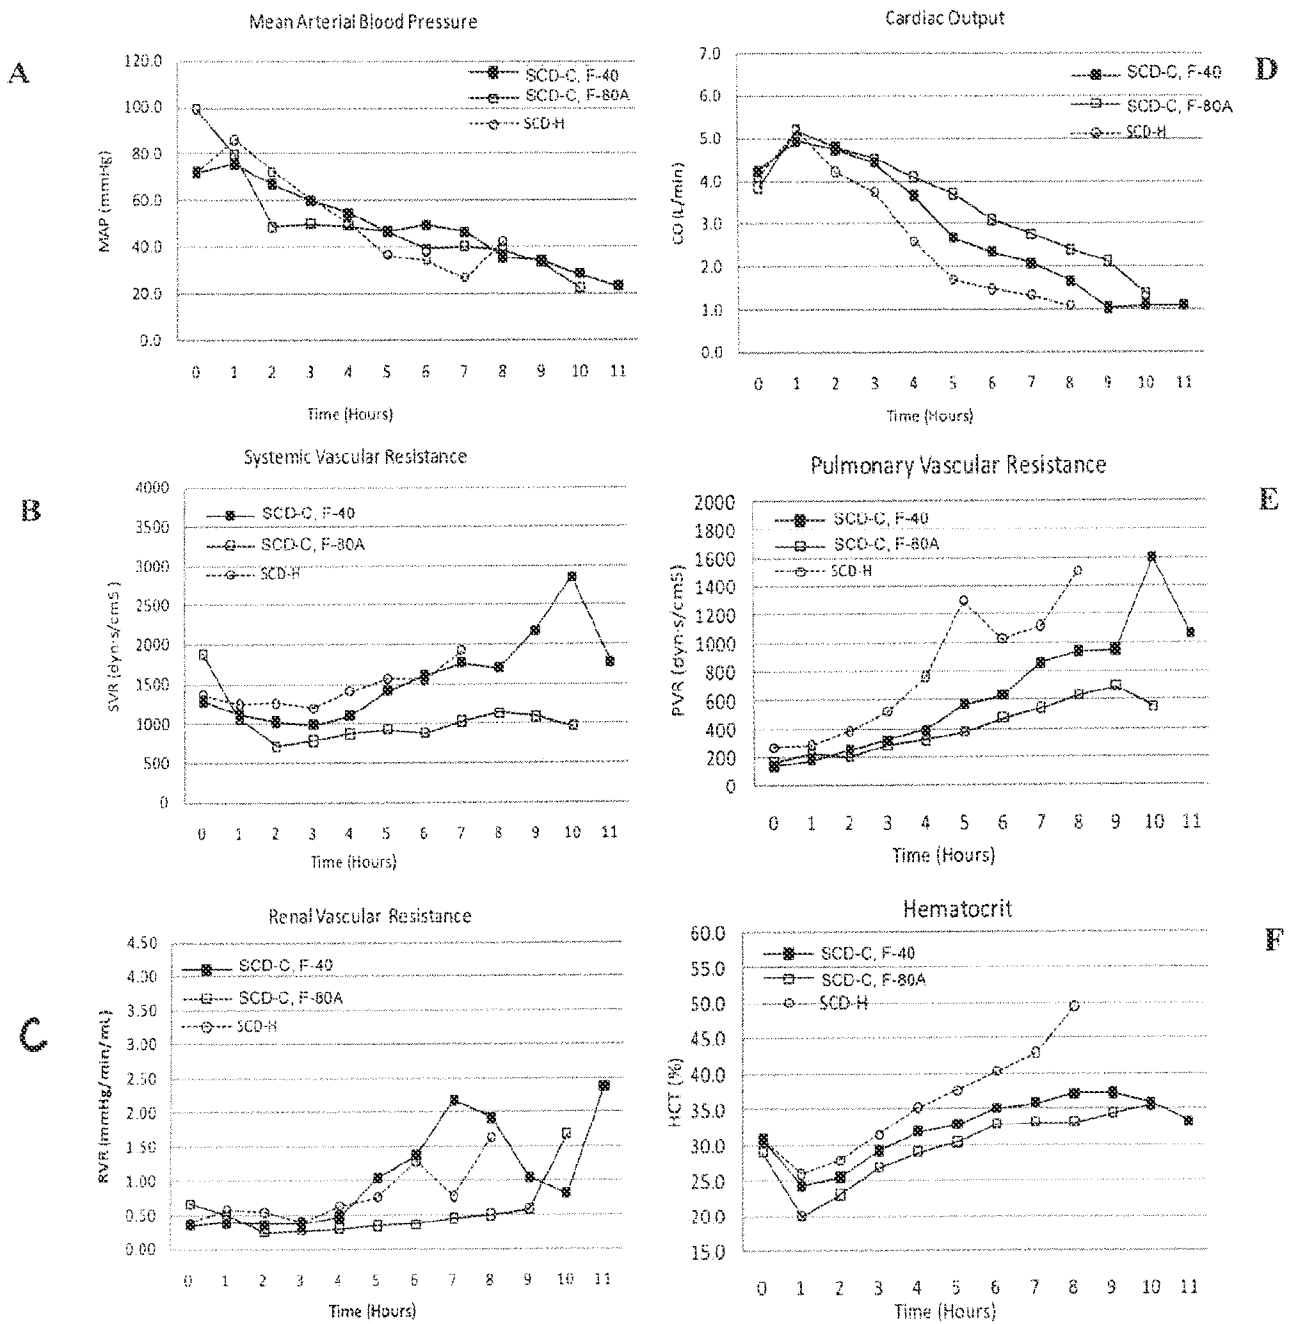 A
Mean Arterial Blood Pressure
MAP (mmHg)
120.0
100.0
80.0
60.0
40.0
20.0
0.0
SCD-C, F-40
SCD-C, F-80A
SCD-H
0 1 2 3 4 5 6 7 8 9 10 11
Time (Hours)
D
Cardiac Output
CO (L/min)
7.0
6.0
5.0
4.0
3.0
2.0
1.0
0.0
SCD-C, F-40
SCD-C, F-80A
SCD-H
0 1 2 3 4 5 6 7 8 9 10 11
Time (Hours)
B
Systemic Vascular Resistance
SVR (dyn·s/cm5)
4000
3500
3000
2500
2000
1500
1000
500
0
SCD-C, F-40
SCD-C, F-80A
SCD-H
0 1 2 3 4 5 6 7 8 9 10 11
Time (Hours)
E
Pulmonary Vascular Resistance
PVR (dyn·s/cm5)
2000
1800
1600
1400
1200
1000
800
600
400
200
0
SCD-C, F-40
SCD-C, F-80A
SCD-H
0 1 2 3 4 5 6 7 8 9 10 11
Time (Hours)
C
Renal Vascular Resistance
RVR (mmHg/min/mL)
4.50
4.00
3.50
3.00
2.50
2.00
1.50
1.00
0.50
0.00
SCD-C, F-40
SCD-C, F-80A
SCD-H
0 1 2 3 4 5 6 7 8 9 10 11
Time (Hours)
F
Hematocrit
HCT (%)
60.0
55.0
50.0
45.0
40.0
35.0
30.0
25.0
20.0
15.0
SCD-C, F-40
SCD-C, F-80A
SCD-H
0 1 2 3 4 5 6 7 8 9 10 11
Time (Hours)